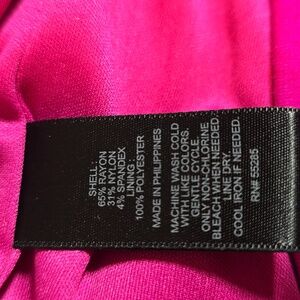 SHELL:
65% RAYON
31% NYLON
4% SPANDEX
LINING:
100% POLYESTER
MADE IN PHILIPPINES
MACHINE WASH COLD
WITH LIKE COLORS.
GENTLE CYCLE
ONLY NON-CHLORINE
BLEACH WHEN NEEDED.
LINE DRY.
COOL IRON IF NEEDED.
RN# 55285